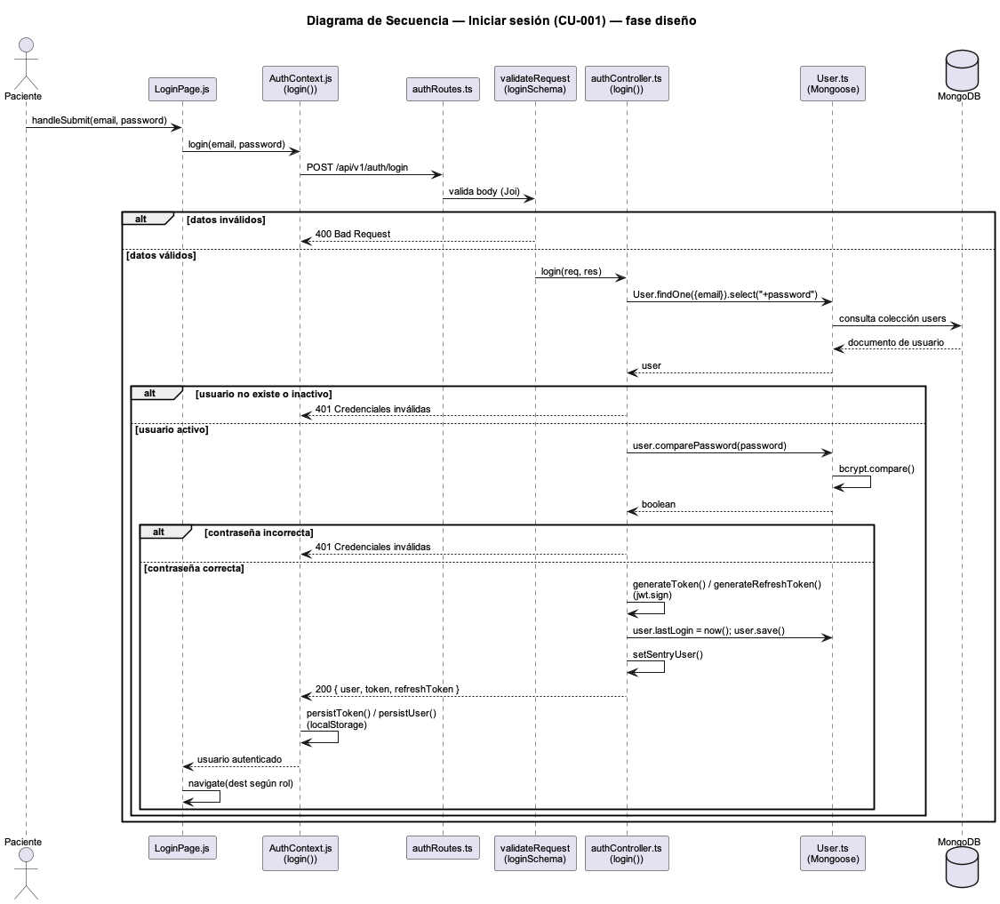 Diagrama de Secuencia — Iniciar sesión (CU-001) — fase diseño
Paciente
LoginPage.js
AuthContext.js
(login())
authRoutes.ts
validateRequest
(loginSchema)
authController.ts
(login())
User.ts
(Mongoose)
MongoDB
handleSubmit(email, password)
login(email, password)
POST /api/v1/auth/login
valida body (Joi)
alt
[datos inválidos]
400 Bad Request
[datos válidos]
login(req, res)
User.findOne({email}).select("+password")
consulta colección users
documento de usuario
user
alt
[usuario no existe o inactivo]
401 Credenciales inválidas
[usuario activo]
user.comparePassword(password)
bcrypt.compare()
boolean
alt
[contraseña incorrecta]
401 Credenciales inválidas
[contraseña correcta]
generateToken() / generateRefreshToken()
(jwt.sign)
user.lastLogin = now(); user.save()
setSentryUser()
200 { user, token, refreshToken }
persistToken() / persistUser()
(localStorage)
usuario autenticado
navigate(dest según rol)
Paciente
LoginPage.js
AuthContext.js
(login())
authRoutes.ts
validateRequest
(loginSchema)
authController.ts
(login())
User.ts
(Mongoose)
MongoDB